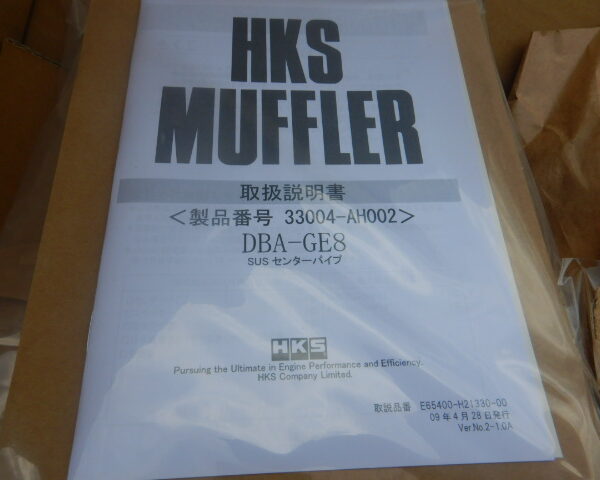 HKS
MUFFLER
取扱説明書
＜製品番号 33004-AH002＞
DBA-GE8
SUS センターパイプ
HKS
Pursuing the Ultimate in Engine Performance and Efficiency.
HKS Company Limited.
取説品番 E65400-H21330-00
09年4月28日発行
Ver No.2-1.0A